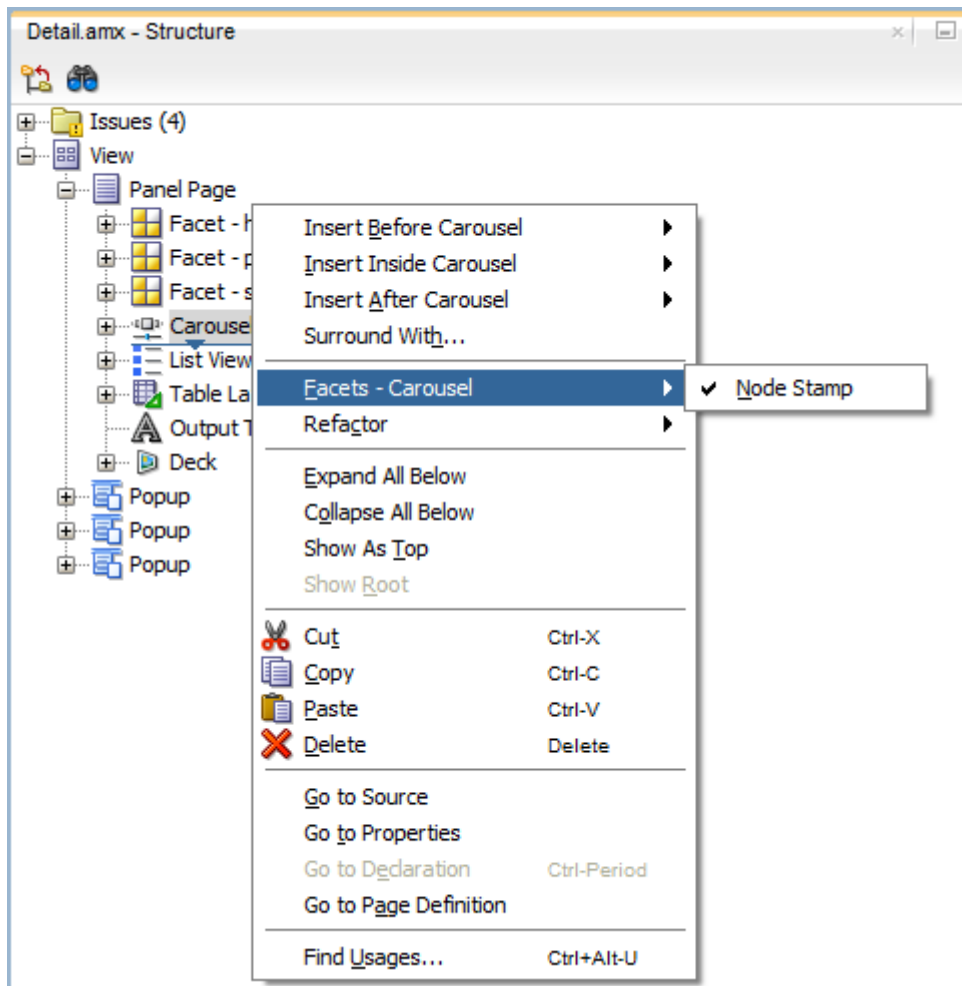 Detail.amx - Structure
Issues (4)
View
Panel Page
Facet -
Facet -
Facet -
Carousel
List View
Table La
Output T
Deck
Popup
Popup
Popup
Insert Before Carousel
Insert Inside Carousel
Insert After Carousel
Surround With...
Facets - Carousel
Node Stamp
Refactor
Expand All Below
Collapse All Below
Show As Top
Show Root
Cut Ctrl-X
Copy Ctrl-C
Paste Ctrl-V
Delete Delete
Go to Source
Go to Properties
Go to Declaration Ctrl-Period
Go to Page Definition
Find Usages... Ctrl+Alt-U